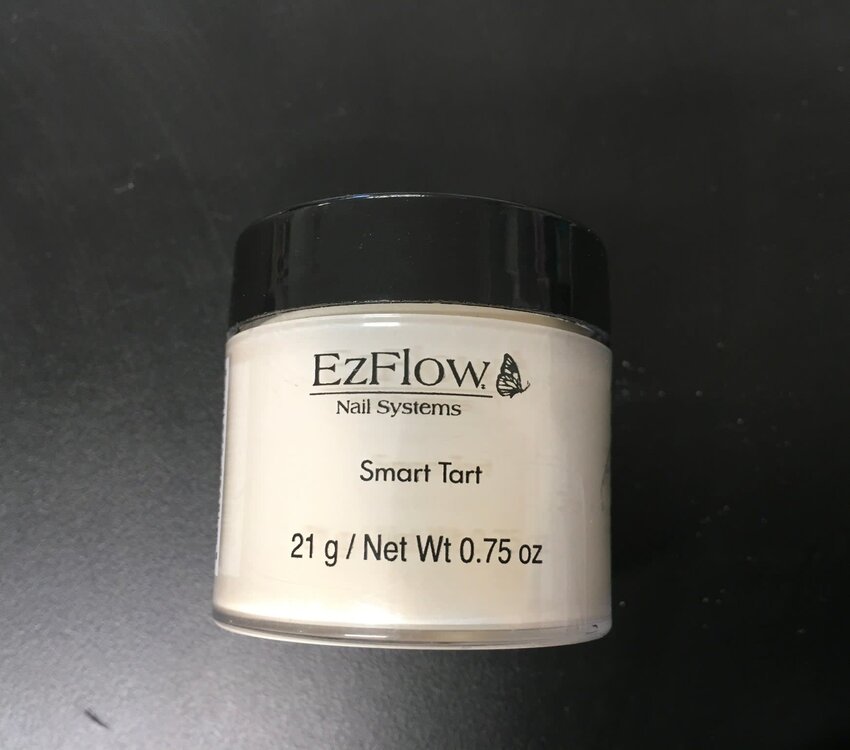 EzFlow
Nail Systems
Smart Tart
21 g / Net Wt 0.75 oz